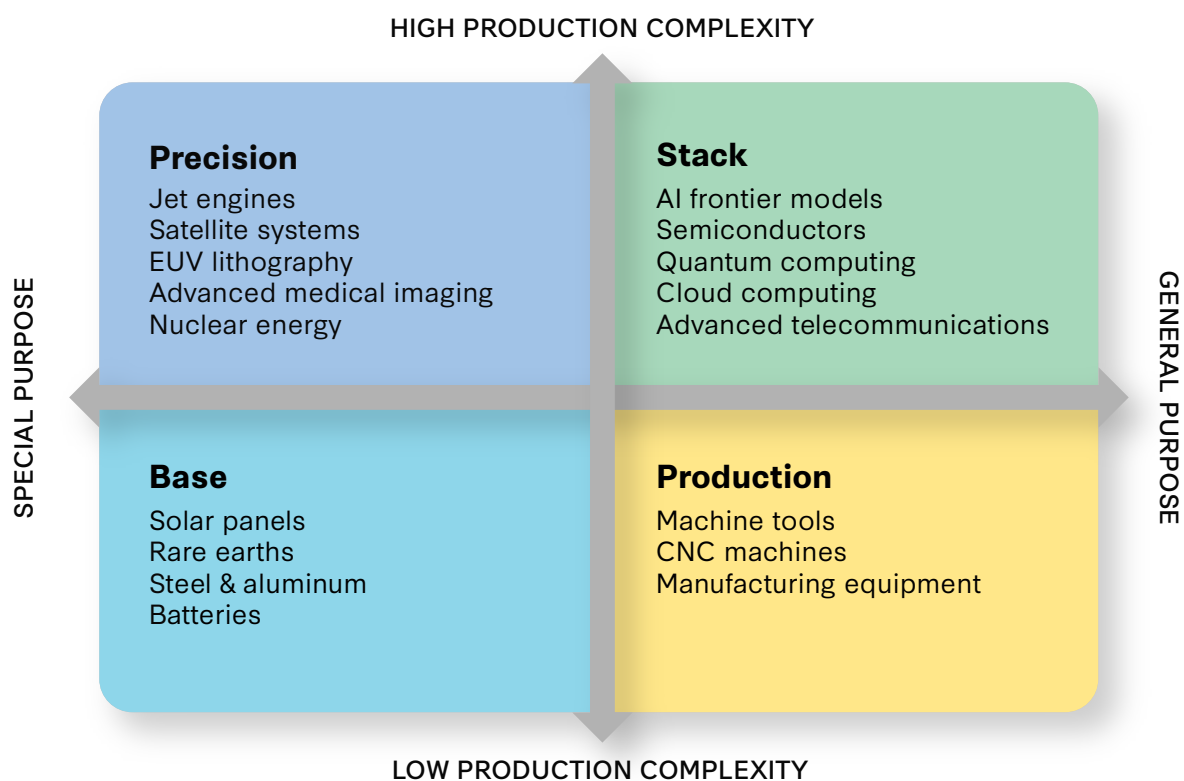 HIGH PRODUCTION COMPLEXITY
Precision
Jet engines
Satellite systems
EUV lithography
Advanced medical imaging
Nuclear energy
Stack
AI frontier models
Semiconductors
Quantum computing
Cloud computing
Advanced telecommunications
SPECIAL PURPOSE
GENERAL PURPOSE
Base
Solar panels
Rare earths
Steel & aluminum
Batteries
Production
Machine tools
CNC machines
Manufacturing equipment
LOW PRODUCTION COMPLEXITY